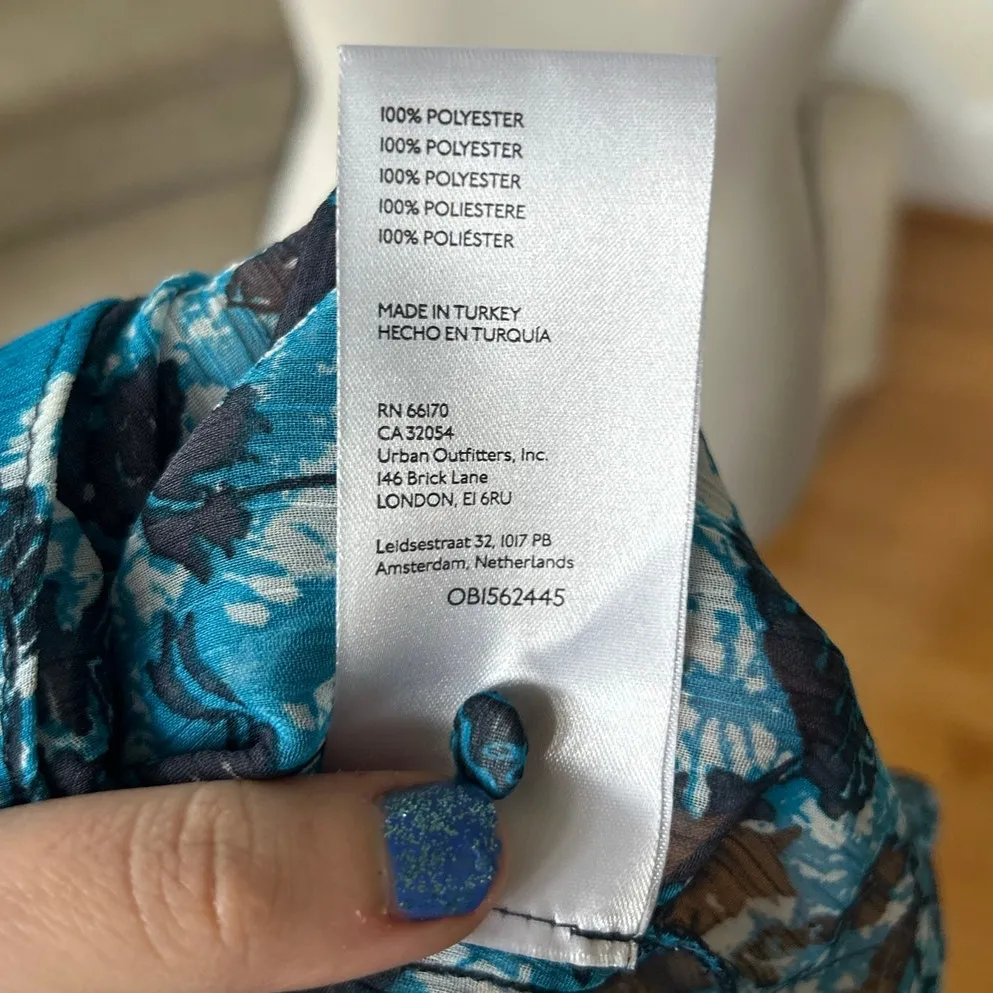 100% POLYESTER
100% POLYESTER
100% POLYESTER
100% POLIESTERE
100% POLIÉSTER
MADE IN TURKEY
HECHO EN TURQUÍA
RN 66170
CA 32054
Urban Outfitters, Inc.
146 Brick Lane
LONDON, E1 6RU
Leidsestraat 32, 1017 PB
Amsterdam, Netherlands
OB1562445